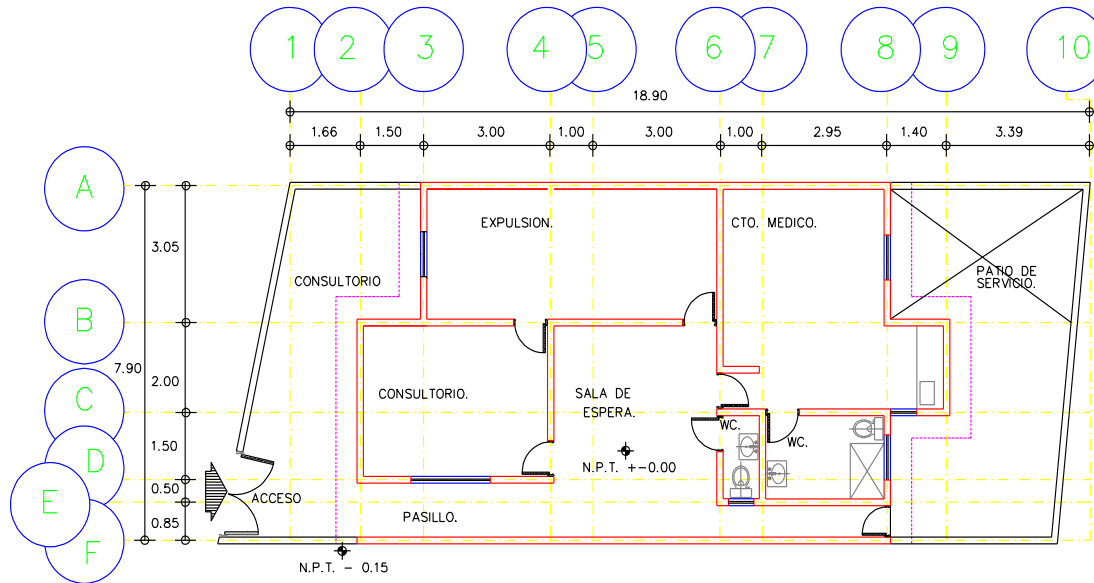 1 2 3 4 5 6 7 8 9 10
18.90
1.66 1.50 3.00 1.00 3.00 1.00 2.95 1.40 3.39
A
EXPULSION. CTO. MEDICO.
3.05
CONSULTORIO
PATIO DE
SERVICIO.
B
7.90
2.00
CONSULTORIO.
SALA DE
ESPERA.
C
WC.
WC.
1.50
D
N.P.T. +-0.00
0.50
E
ACCESO
PASILLO.
0.85
F
N.P.T. - 0.15